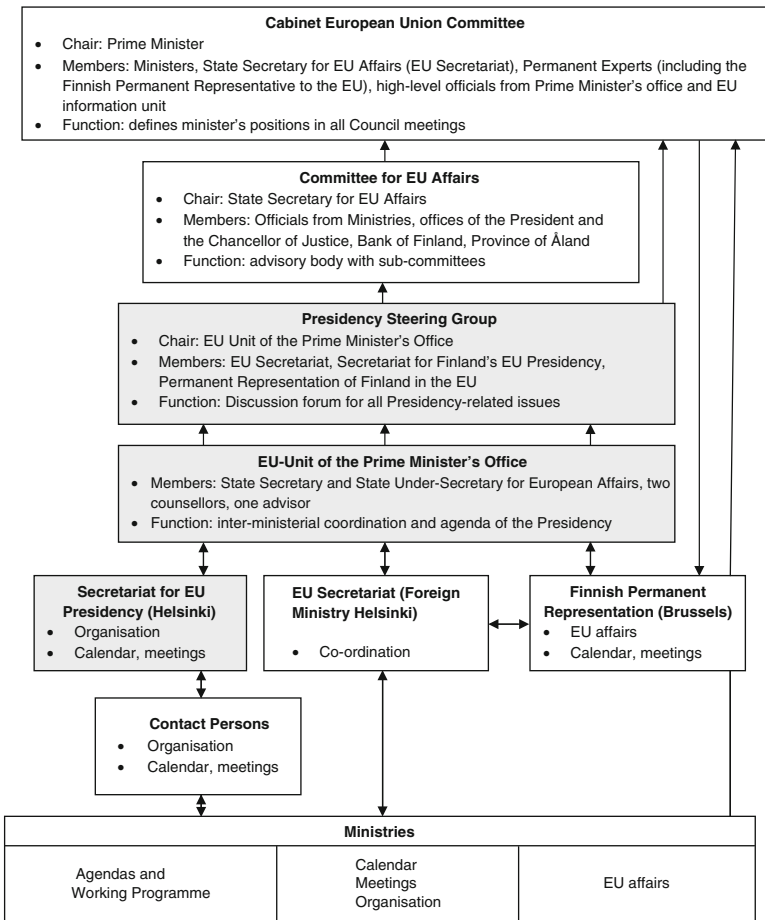 Cabinet European Union Committee
• Chair: Prime Minister
• Members: Ministers, State Secretary for EU Affairs (EU Secretariat), Permanent Experts (including the
Finnish Permanent Representative to the EU), high-level officials from Prime Minister’s office and EU
information unit
• Function: defines minister’s positions in all Council meetings
Committee for EU Affairs
• Chair: State Secretary for EU Affairs
• Members: Officials from Ministries, offices of the President and
the Chancellor of Justice, Bank of Finland, Province of Åland
• Function: advisory body with sub-committees
Presidency Steering Group
• Chair: EU Unit of the Prime Minister’s Office
• Members: EU Secretariat, Secretariat for Finland’s EU Presidency,
Permanent Representation of Finland in the EU
• Function: Discussion forum for all Presidency-related issues
EU-Unit of the Prime Minister’s Office
• Members: State Secretary and State Under-Secretary for European Affairs, two
counsellors, one advisor
• Function: inter-ministerial coordination and agenda of the Presidency
Secretariat for EU
Presidency (Helsinki)
• Organisation
• Calendar, meetings
EU Secretariat (Foreign
Ministry Helsinki)
• Co-ordination
Finnish Permanent
Representation (Brussels)
• EU affairs
• Calendar, meetings
Contact Persons
• Organisation
• Calendar, meetings
Ministries
Agendas and
Working Programme
Calendar
Meetings
Organisation
EU affairs